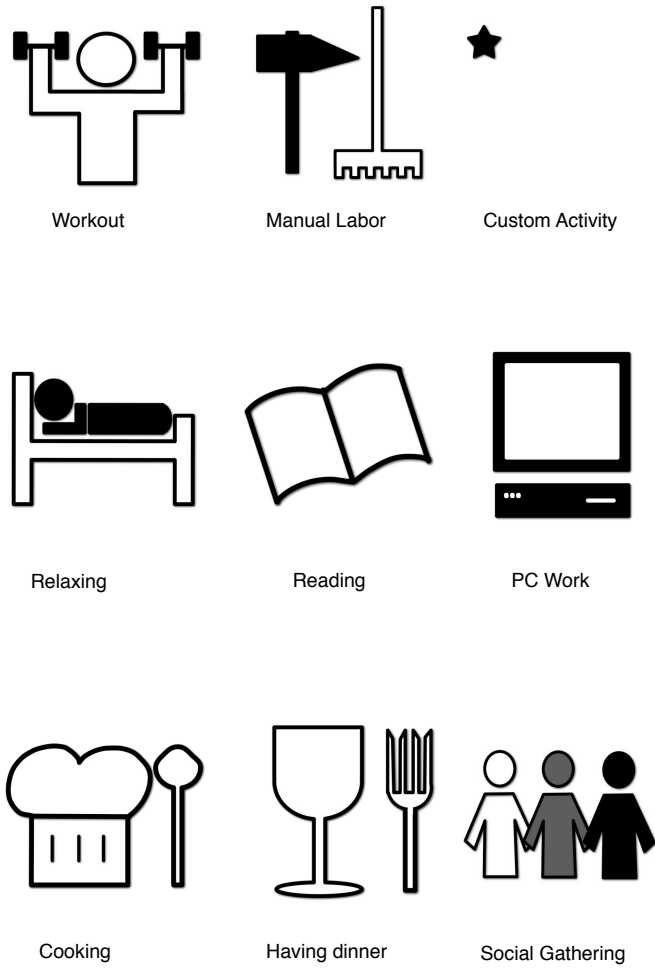 Workout
Manual Labor
Custom Activity
Relaxing
Reading
PC Work
Cooking
Having dinner
Social Gathering